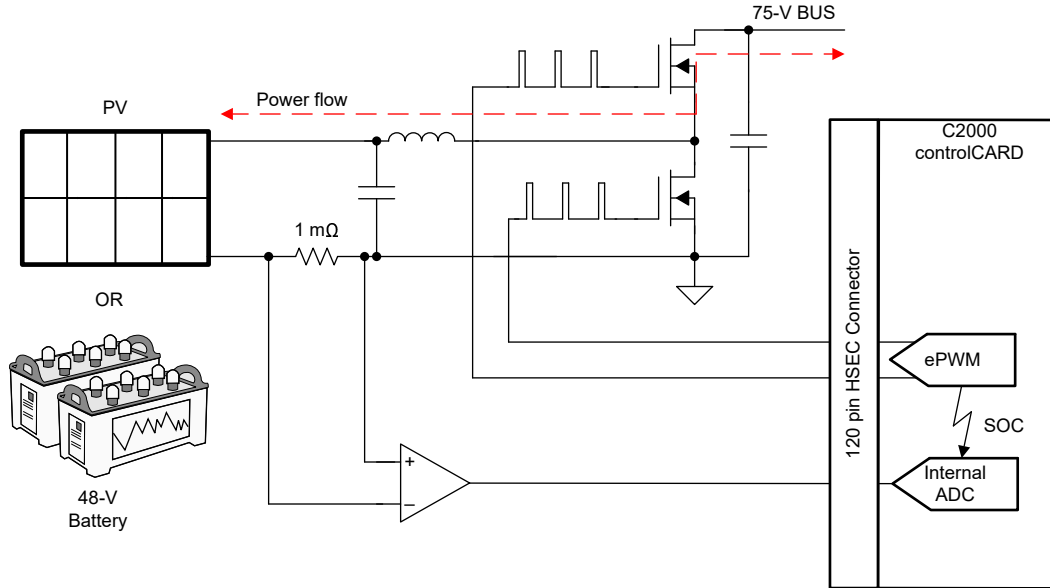 75-V BUS
Power flow
PV
C2000
controlCARD
1 mΩ
OR
120 pin HSEC Connector
ePWM
SOC
+
Internal
ADC
−
48-V
Battery